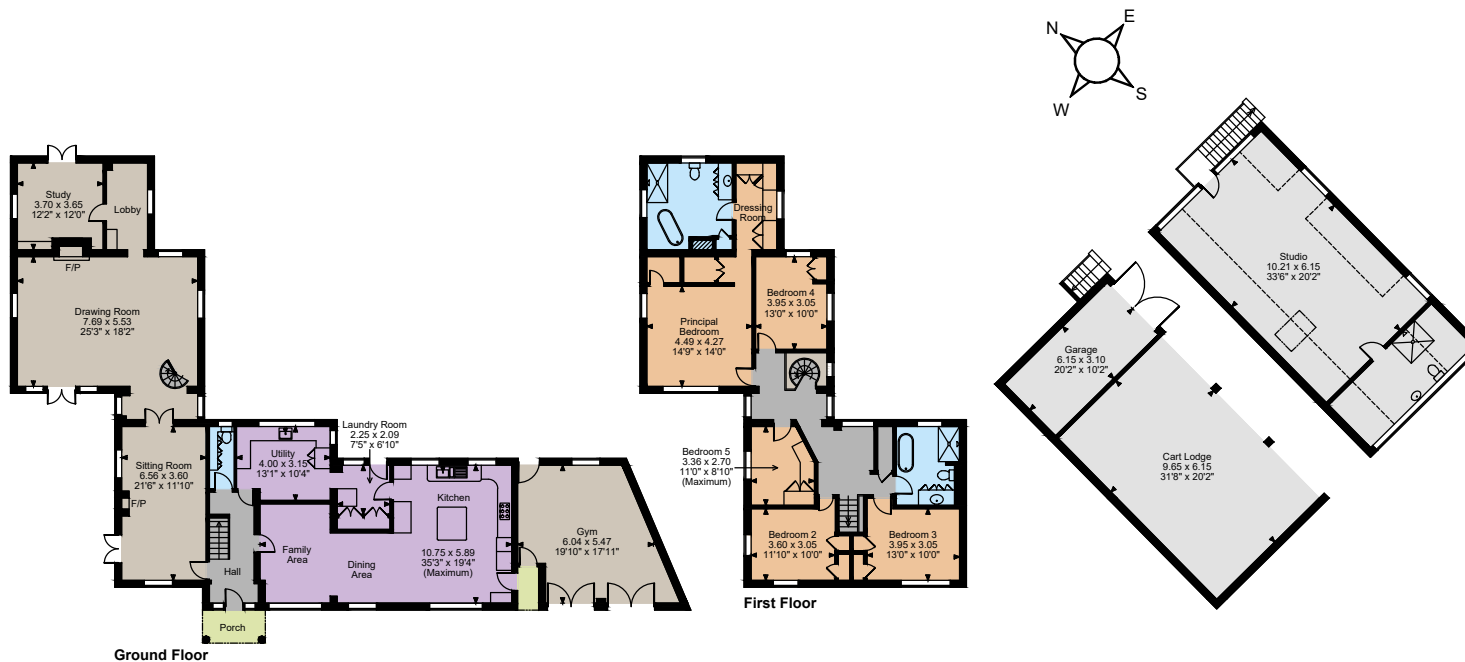 N
E
S
W
Study
3.70 x 3.65
12'2" x 12'0"
Lobby
F/P
Drawing Room
7.69 x 5.53
25'3" x 18'2"
Sitting Room
6.56 x 3.60
21'6" x 11'10"
F/P
Utility
4.00 x 3.15
13'1" x 10'4"
Laundry Room
2.25 x 2.09
7'5" x 6'10"
Kitchen
10.75 x 5.89
35'3" x 19'4"
(Maximum)
Family
Area
Dining
Area
Hall
Porch
Gym
6.04 x 5.47
19'10" x 17'11"
Ground Floor
Dressing
Room
Principal
Bedroom
4.49 x 4.27
14'9" x 14'0"
Bedroom 4
3.95 x 3.05
13'0" x 10'0"
Bedroom 5
3.36 x 2.70
11'0" x 8'10"
(Maximum)
Bedroom 2
3.60 x 3.05
11'10" x 10'0"
Bedroom 3
3.95 x 3.05
13'0" x 10'0"
First Floor
Studio
10.21 x 6.15
33'6" x 20'2"
Garage
6.15 x 3.10
20'2" x 10'2"
Cart Lodge
9.65 x 6.15
31'8" x 20'2"